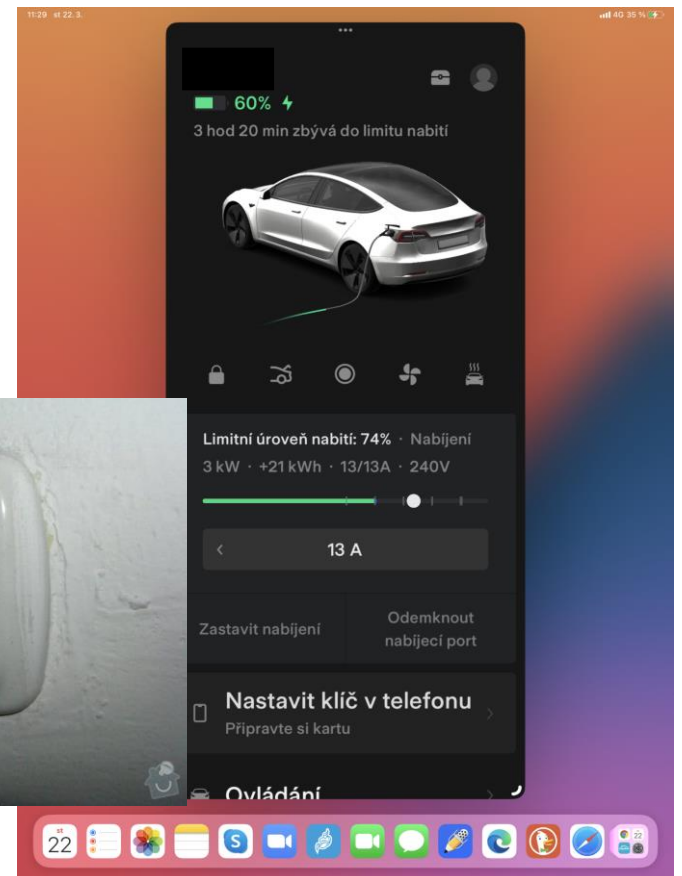 11:29 st 22. 3.
4G 35 %
60%
3 hod 20 min zbývá do limitu nabití
Limitní úroveň nabití: 74% · Nabíjení
3 kW · +21 kWh · 13/13A · 240V
13 A
Zastavit nabíjení
Odemknout
nabíjecí port
Nastavit klíč v telefonu
Připravte si kartu
Ovládání
st
22
S
22